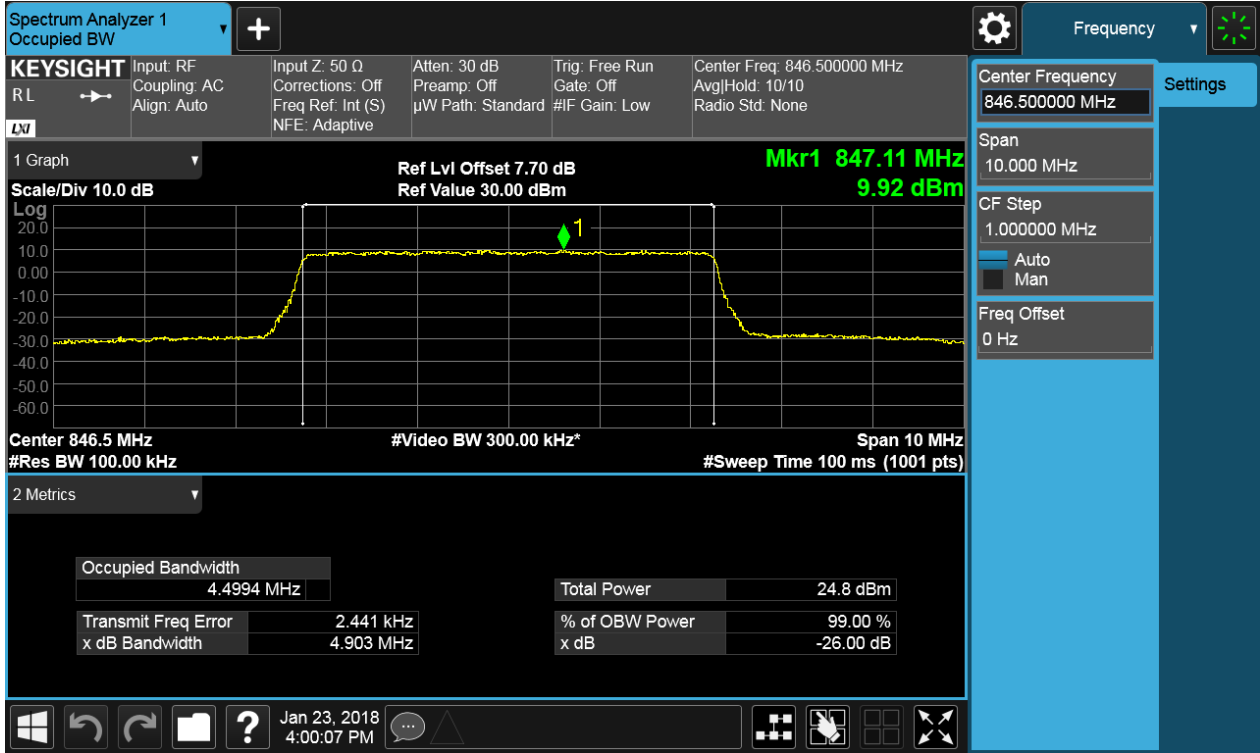 Spectrum Analyzer 1
Occupied BW
+
Frequency
KEYSIGHT
R L
LXI
Input: RF
Coupling: AC
Align: Auto
Input Z: 50 Ω
Corrections: Off
Freq Ref: Int (S)
NFE: Adaptive
Atten: 30 dB
Preamp: Off
µW Path: Standard
#IF Gain: Low
Trig: Free Run
Gate: Off
Center Freq: 846.500000 MHz
Avg|Hold: 10/10
Radio Std: None
Center Frequency
846.500000 MHz
Settings
Span
10.000 MHz
CF Step
1.000000 MHz
Auto
Man
Freq Offset
0 Hz
1 Graph
Scale/Div 10.0 dB
Ref Lvl Offset 7.70 dB
Ref Value 30.00 dBm
Mkr1 847.11 MHz
9.92 dBm
Log
20.0
10.0
0.00
-10.0
-20.0
-30.0
-40.0
-50.0
-60.0
1
Center 846.5 MHz
#Video BW 300.00 kHz*
Span 10 MHz
#Res BW 100.00 kHz
#Sweep Time 100 ms (1001 pts)
2 Metrics
Occupied Bandwidth
4.4994 MHz
Total Power 24.8 dBm
Transmit Freq Error 2.441 kHz
% of OBW Power 99.00 %
x dB Bandwidth 4.903 MHz
x dB -26.00 dB
?
Jan 23, 2018
4:00:07 PM